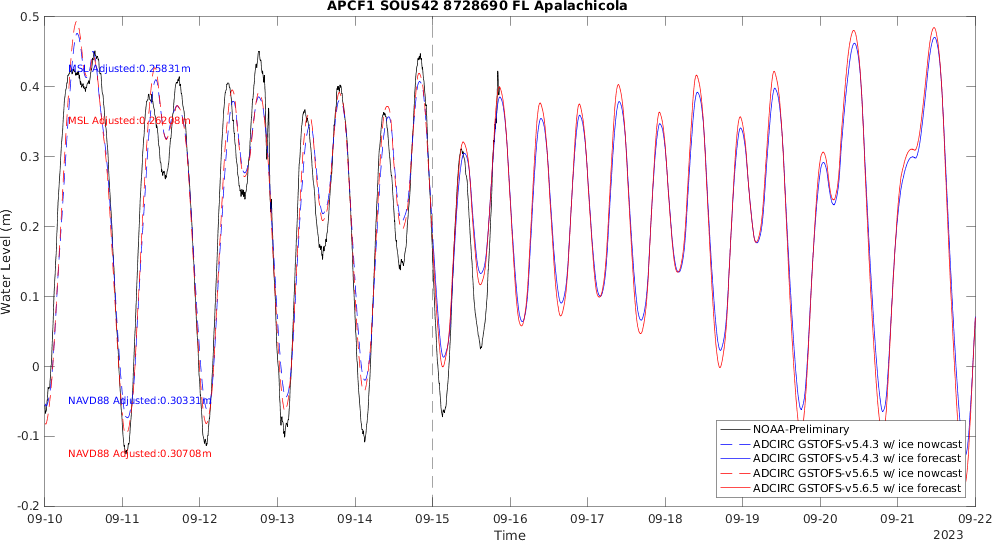 APCF1 SOUS42 8728690 FL Apalachicola
Water Level (m)
0.5
0.4
0.3
0.2
0.1
0
-0.1
-0.2
MSL Adjusted:0.25831m
MSL Adjusted:0.26208m
NAVD88 Adjusted:0.30331m
NAVD88 Adjusted:0.30708m
NOAA-Preliminary
ADCIRC GSTOFS-v5.4.3 w/ ice nowcast
ADCIRC GSTOFS-v5.4.3 w/ ice forecast
ADCIRC GSTOFS-v5.6.5 w/ ice nowcast
ADCIRC GSTOFS-v5.6.5 w/ ice forecast
09-10 09-11 09-12 09-13 09-14 09-15 09-16 09-17 09-18 09-19 09-20 09-21 09-22
Time
2023